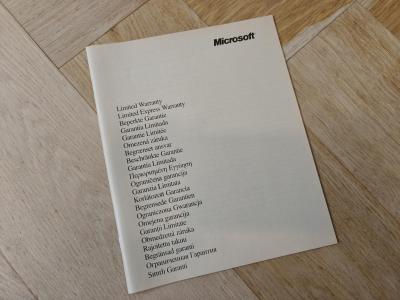 Microsoft
Limited Warranty
Limited Express Warranty
Beperkte Garantie
Garantia Limitada
Garantie Limitée
Omezená záruka
Begrenset ansvar
Beschränkte Garantie
Garantía Limitada
Περιορισμένη Εγγύηση
Ograničena garancija
Garanzia Limitata
Korlátozott Garancia
Begrensede Garantien
Ograniczona Gwarancja
Omejena garancija
Garanţii Limitate
Obmedzená záruka
Rajoitettu takuu
Begränsad garanti
Ограниченная Гарантия
Sınırlı Garanti